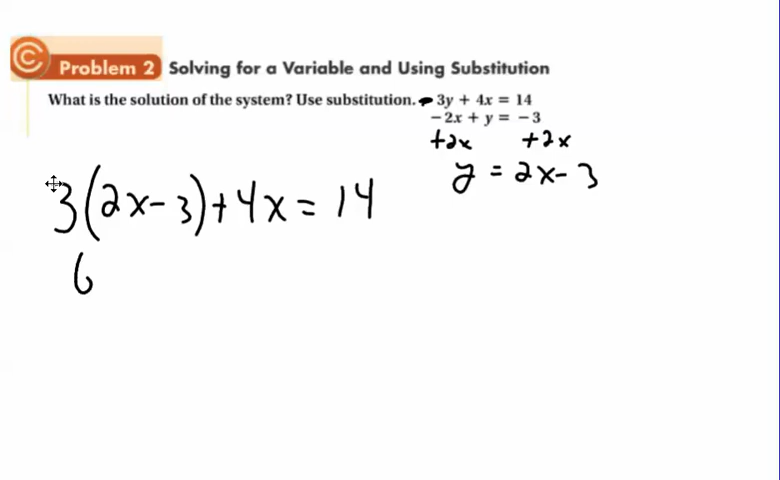 © Problem 2 Solving for a Variable and Using Substitution
What is the solution of the system? Use substitution. 3y + 4x = 14
−2x + y = −3
+2x +2x
y = 2x − 3
3(2x − 3) + 4x = 14
6